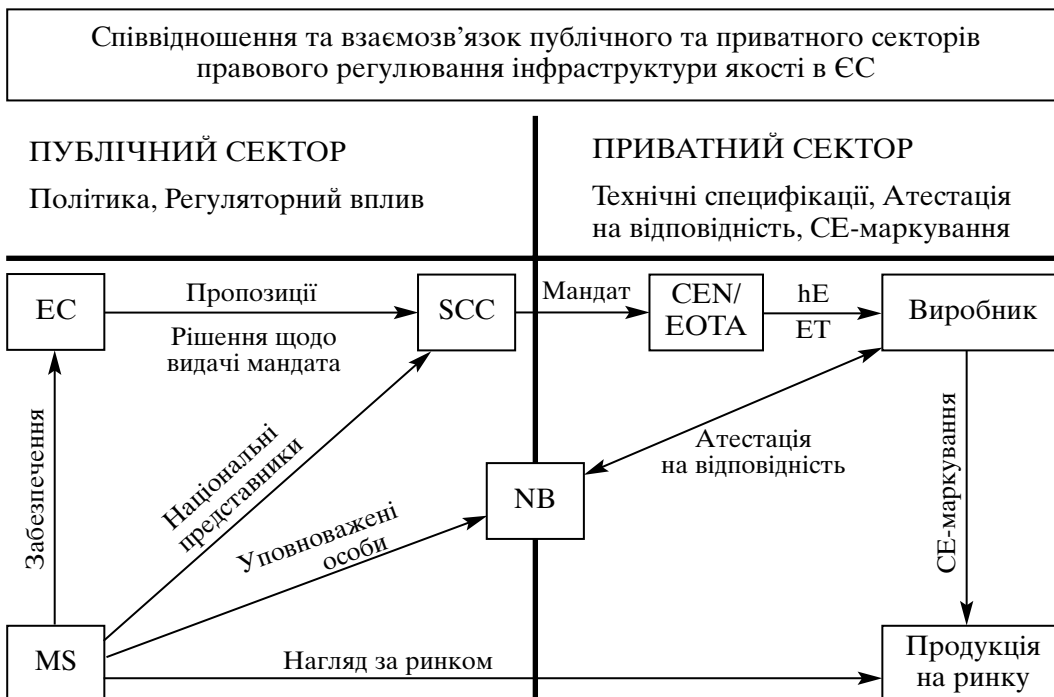 Співвідношення та взаємозв'язок публічного та приватного секторів
правового регулювання інфраструктури якості в ЄС
ПУБЛІЧНИЙ СЕКТОР
Політика, Регуляторний вплив
ПРИВАТНИЙ СЕКТОР
Технічні специфікації, Атестація
на відповідність, СЕ-маркування
EC
Пропозиції
Рішення щодо
видачі мандата
SCC
Мандат
CEN/
EOTA
hE
ET
Виробник
Забезпечення
Національні
представники
Уповноважені
особи
NB
Атестація
на відповідність
СЕ-маркування
MS
Нагляд за ринком
Продукція
на ринку